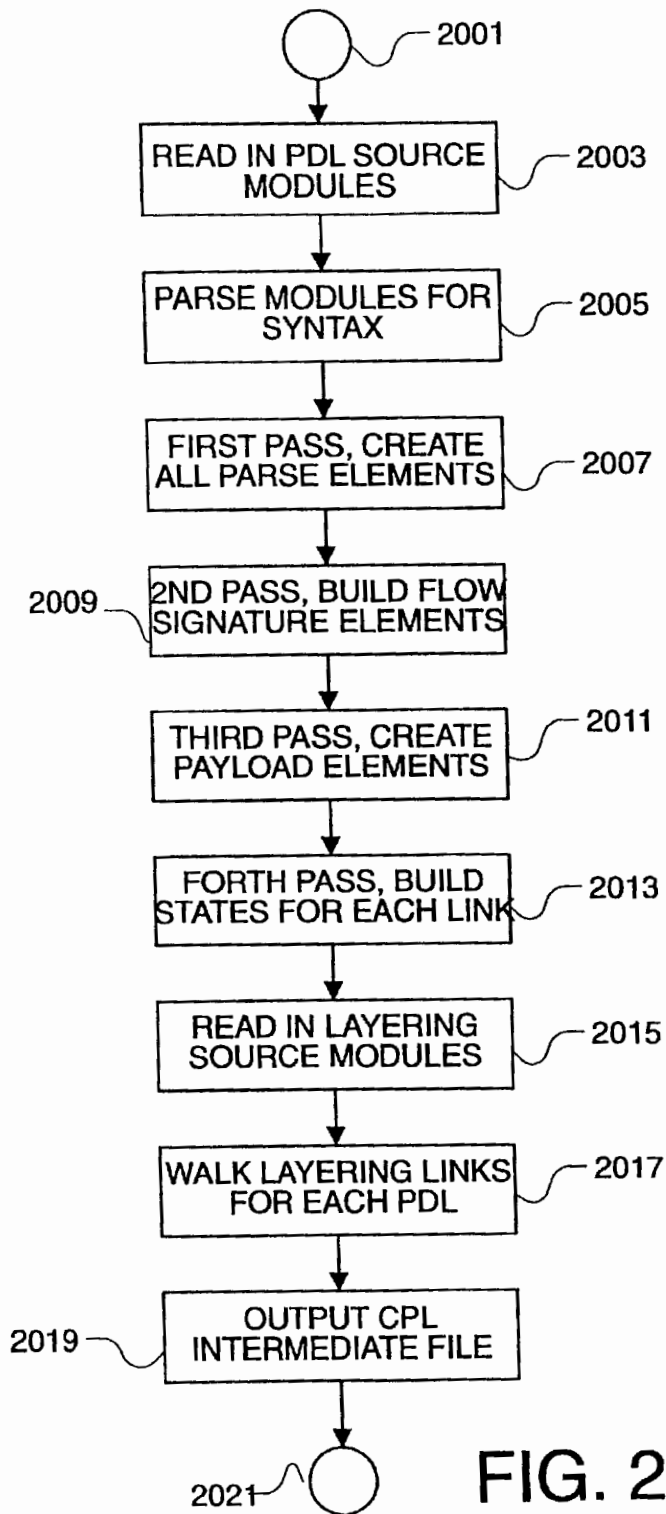 2001
READ IN PDL SOURCE
MODULES
2003
PARSE MODULES FOR
SYNTAX
2005
FIRST PASS, CREATE
ALL PARSE ELEMENTS
2007
2ND PASS, BUILD FLOW
SIGNATURE ELEMENTS
2009
THIRD PASS, CREATE
PAYLOAD ELEMENTS
2011
FORTH PASS, BUILD
STATES FOR EACH LINK
2013
READ IN LAYERING
SOURCE MODULES
2015
WALK LAYERING LINKS
FOR EACH PDL
2017
OUTPUT CPL
INTERMEDIATE FILE
2019
2021
FIG. 2